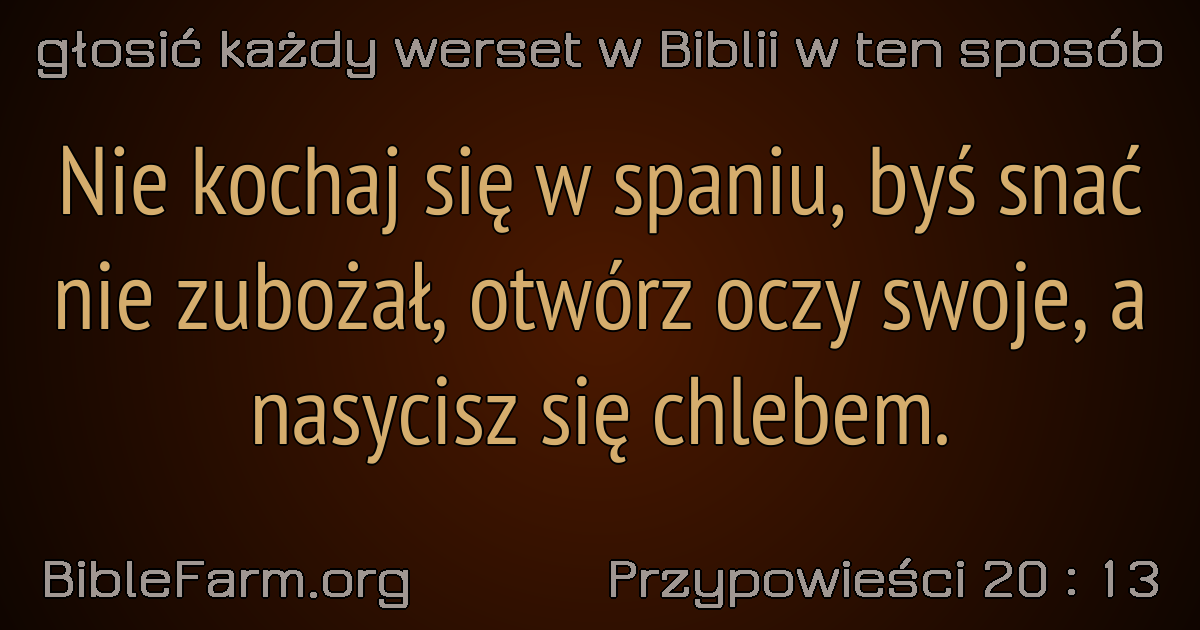 głosić każdy werset w Biblii w ten sposób
Nie kochaj się w spaniu, byś snać
nie zubożał, otwórz oczy swoje, a
nasycisz się chlebem.
BibleFarm.org
Przypowieści 20 : 13